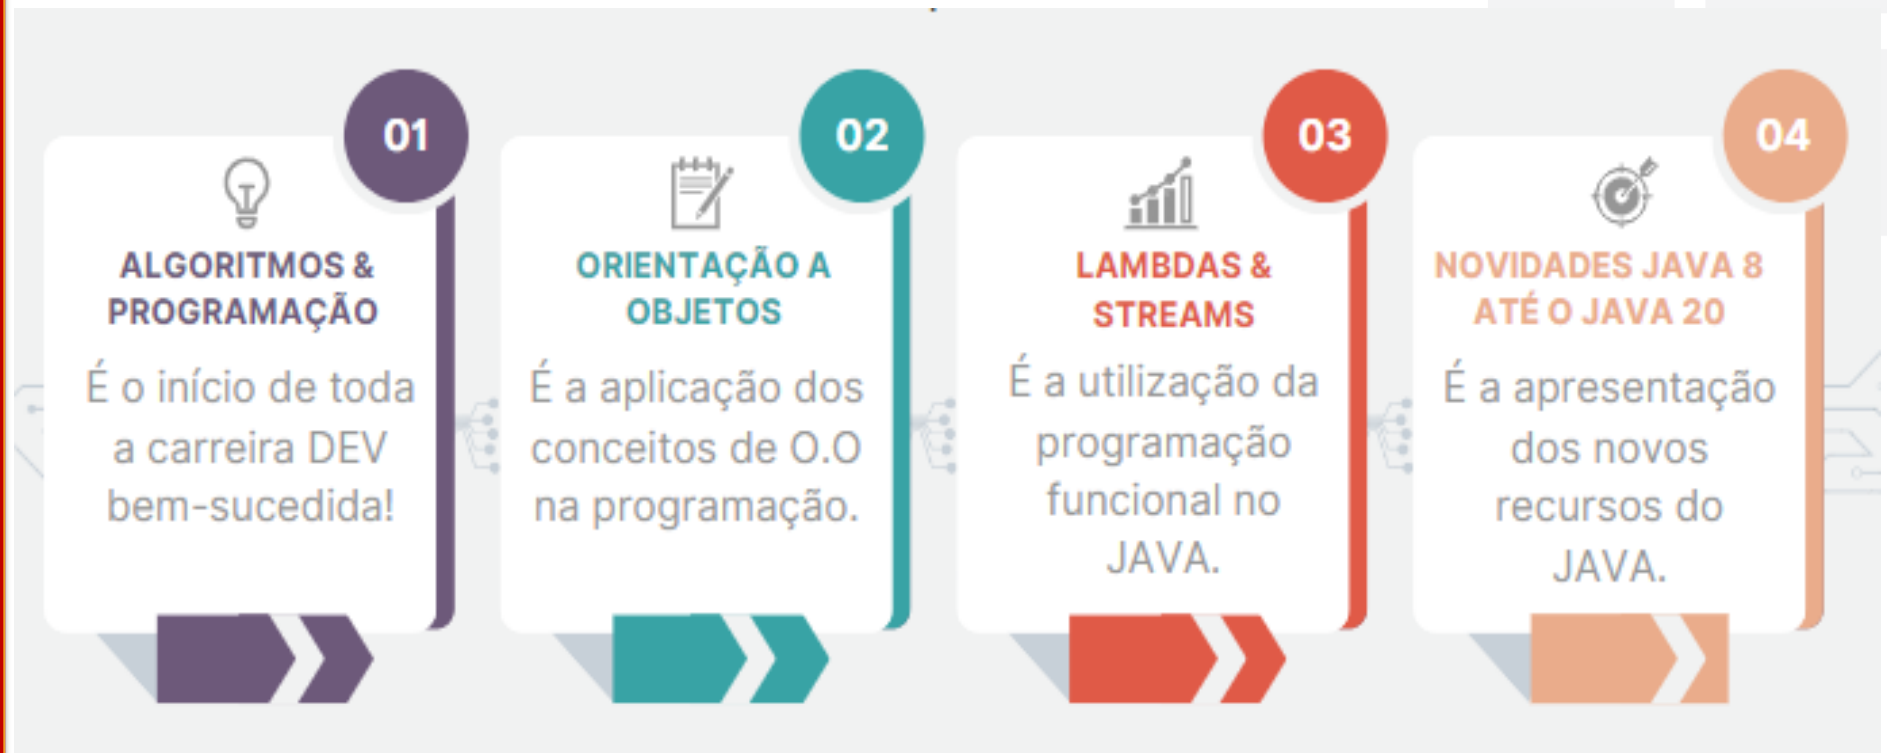 01
ALGORITMOS &
PROGRAMAÇÃO
É o início de toda
a carreira DEV
bem-sucedida!
02
ORIENTAÇÃO A
OBJETOS
É a aplicação dos
conceitos de O.O
na programação.
03
LAMBDAS &
STREAMS
É a utilização da
programação
funcional no
JAVA.
04
NOVIDADES JAVA 8
ATÉ O JAVA 20
É a apresentação
dos novos
recursos do
JAVA.